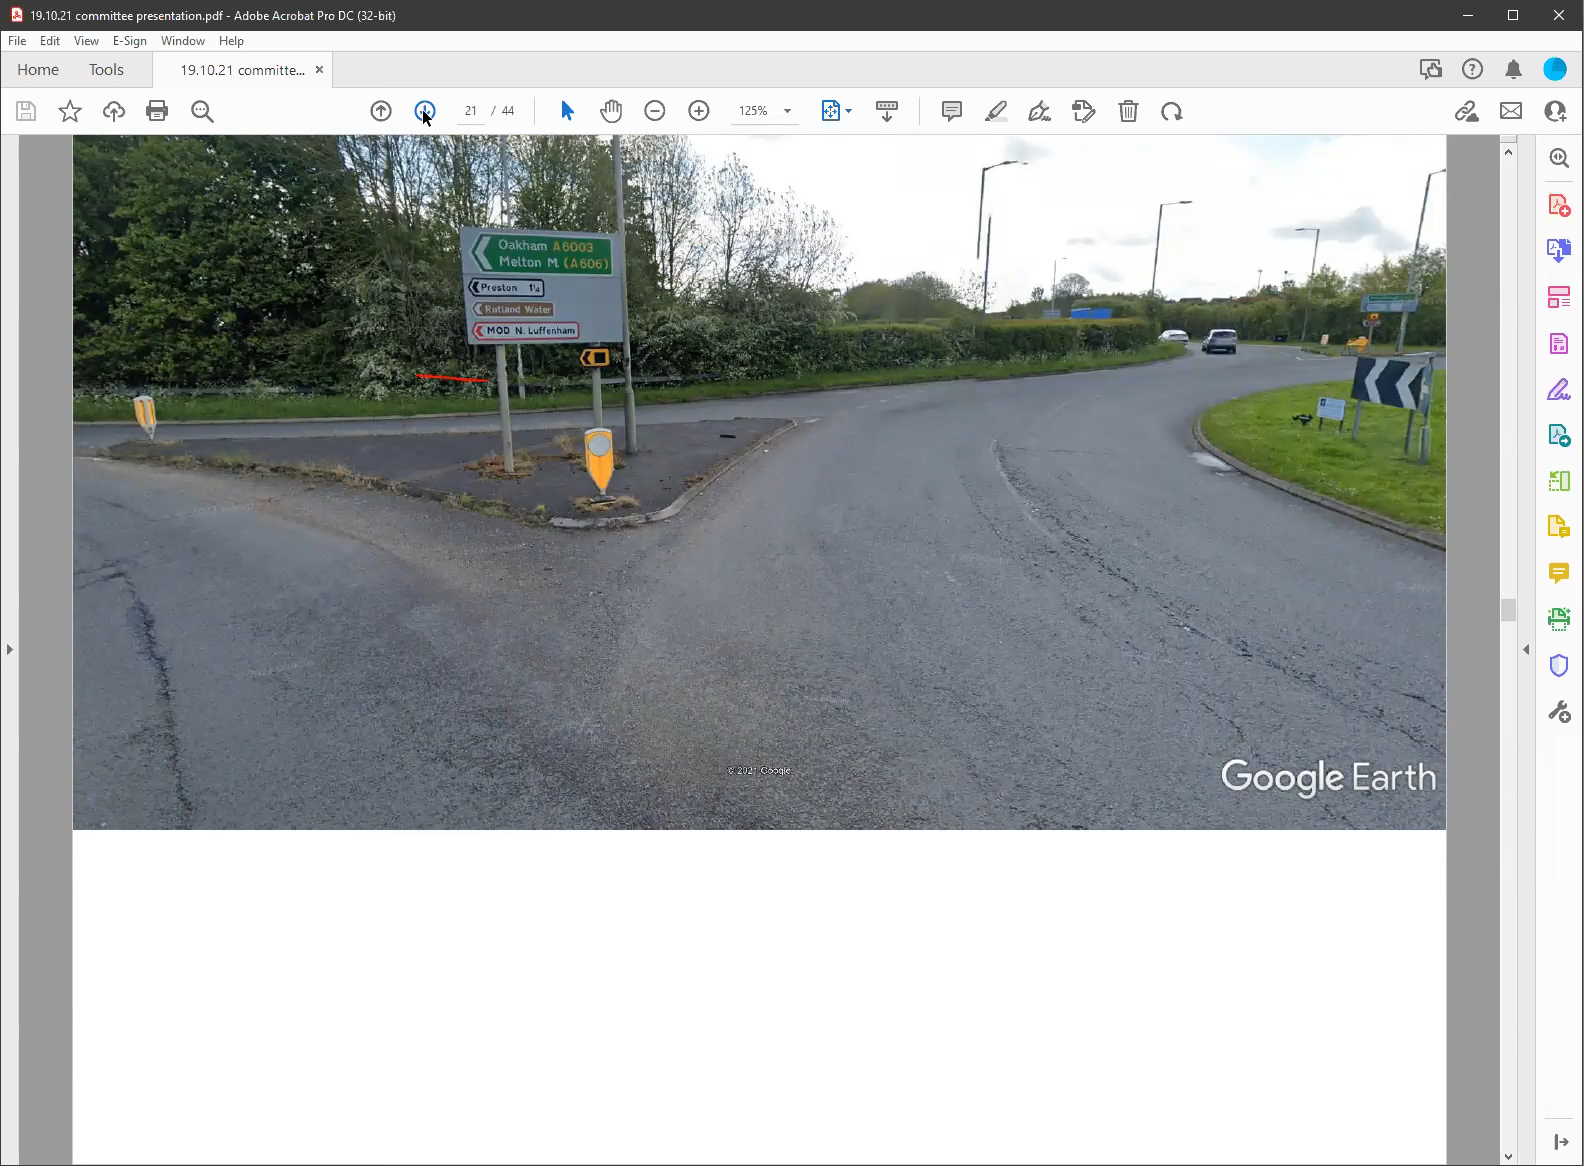 19.10.21 committee presentation.pdf - Adobe Acrobat Pro DC (32-bit)
File Edit View E-Sign Window Help
Home Tools 19.10.21 committe... ×
21 / 44 125%
Oakham A6003
Melton M (A606)
Preston 1¼
Rutland Water
MOD N. Luffenham
© 2021 Google
Google Earth